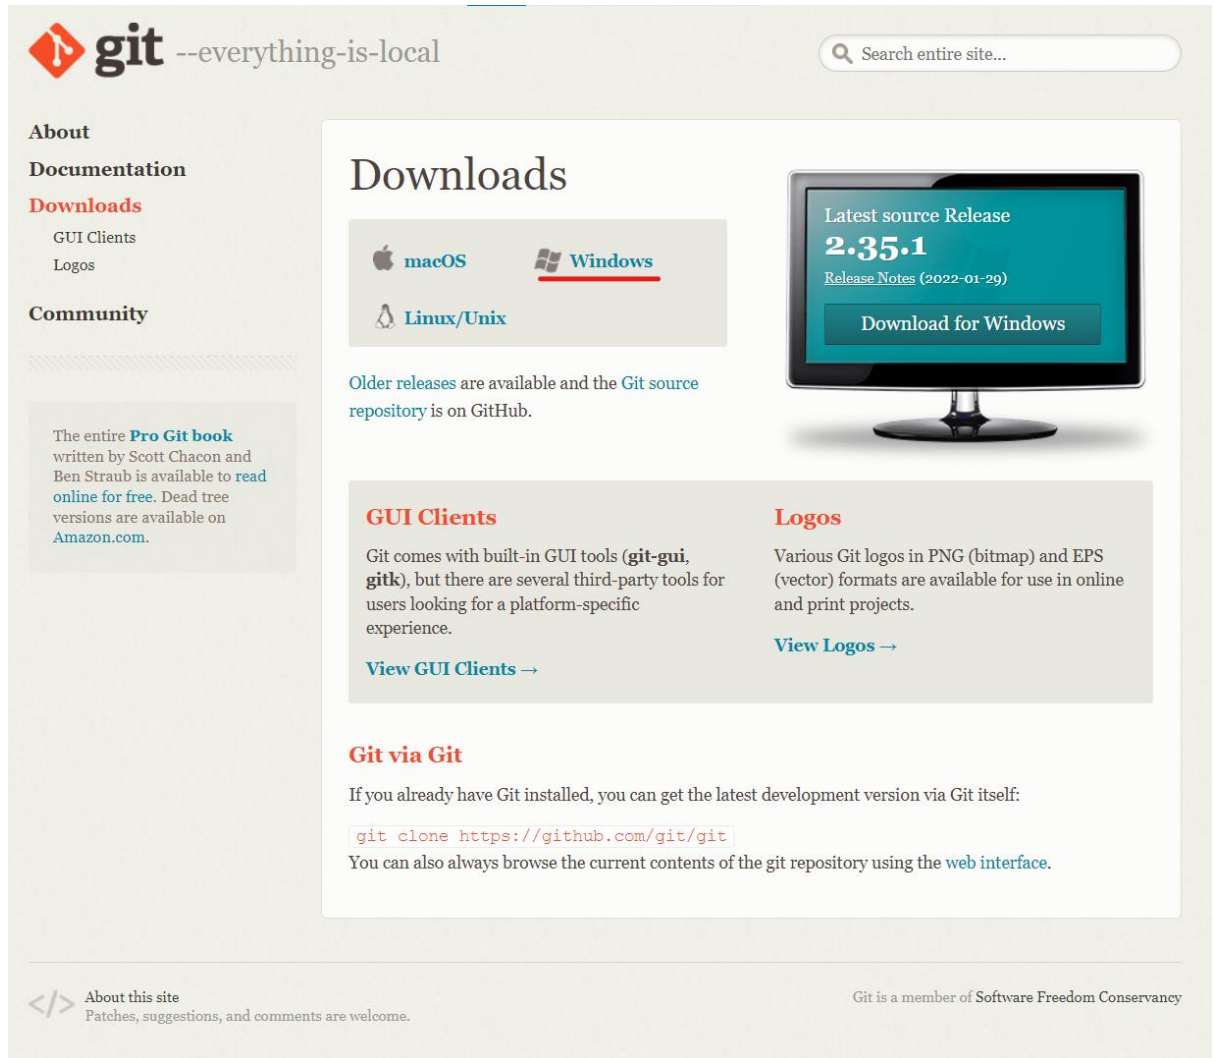 git --everything-is-local
Search entire site...
About
Documentation
Downloads
GUI Clients
Logos
Community
The entire Pro Git book
written by Scott Chacon and
Ben Straub is available to read
online for free. Dead tree
versions are available on
Amazon.com.
Downloads
macOS
Windows
Linux/Unix
Older releases are available and the Git source
repository is on GitHub.
Latest source Release
2.35.1
Release Notes (2022-01-29)
Download for Windows
GUI Clients
Git comes with built-in GUI tools (git-gui,
gitk), but there are several third-party tools for
users looking for a platform-specific
experience.
View GUI Clients →
Logos
Various Git logos in PNG (bitmap) and EPS
(vector) formats are available for use in online
and print projects.
View Logos →
Git via Git
If you already have Git installed, you can get the latest development version via Git itself:
git clone https://github.com/git/git
You can also always browse the current contents of the git repository using the web interface.
</> About this site
Patches, suggestions, and comments are welcome.
Git is a member of Software Freedom Conservancy